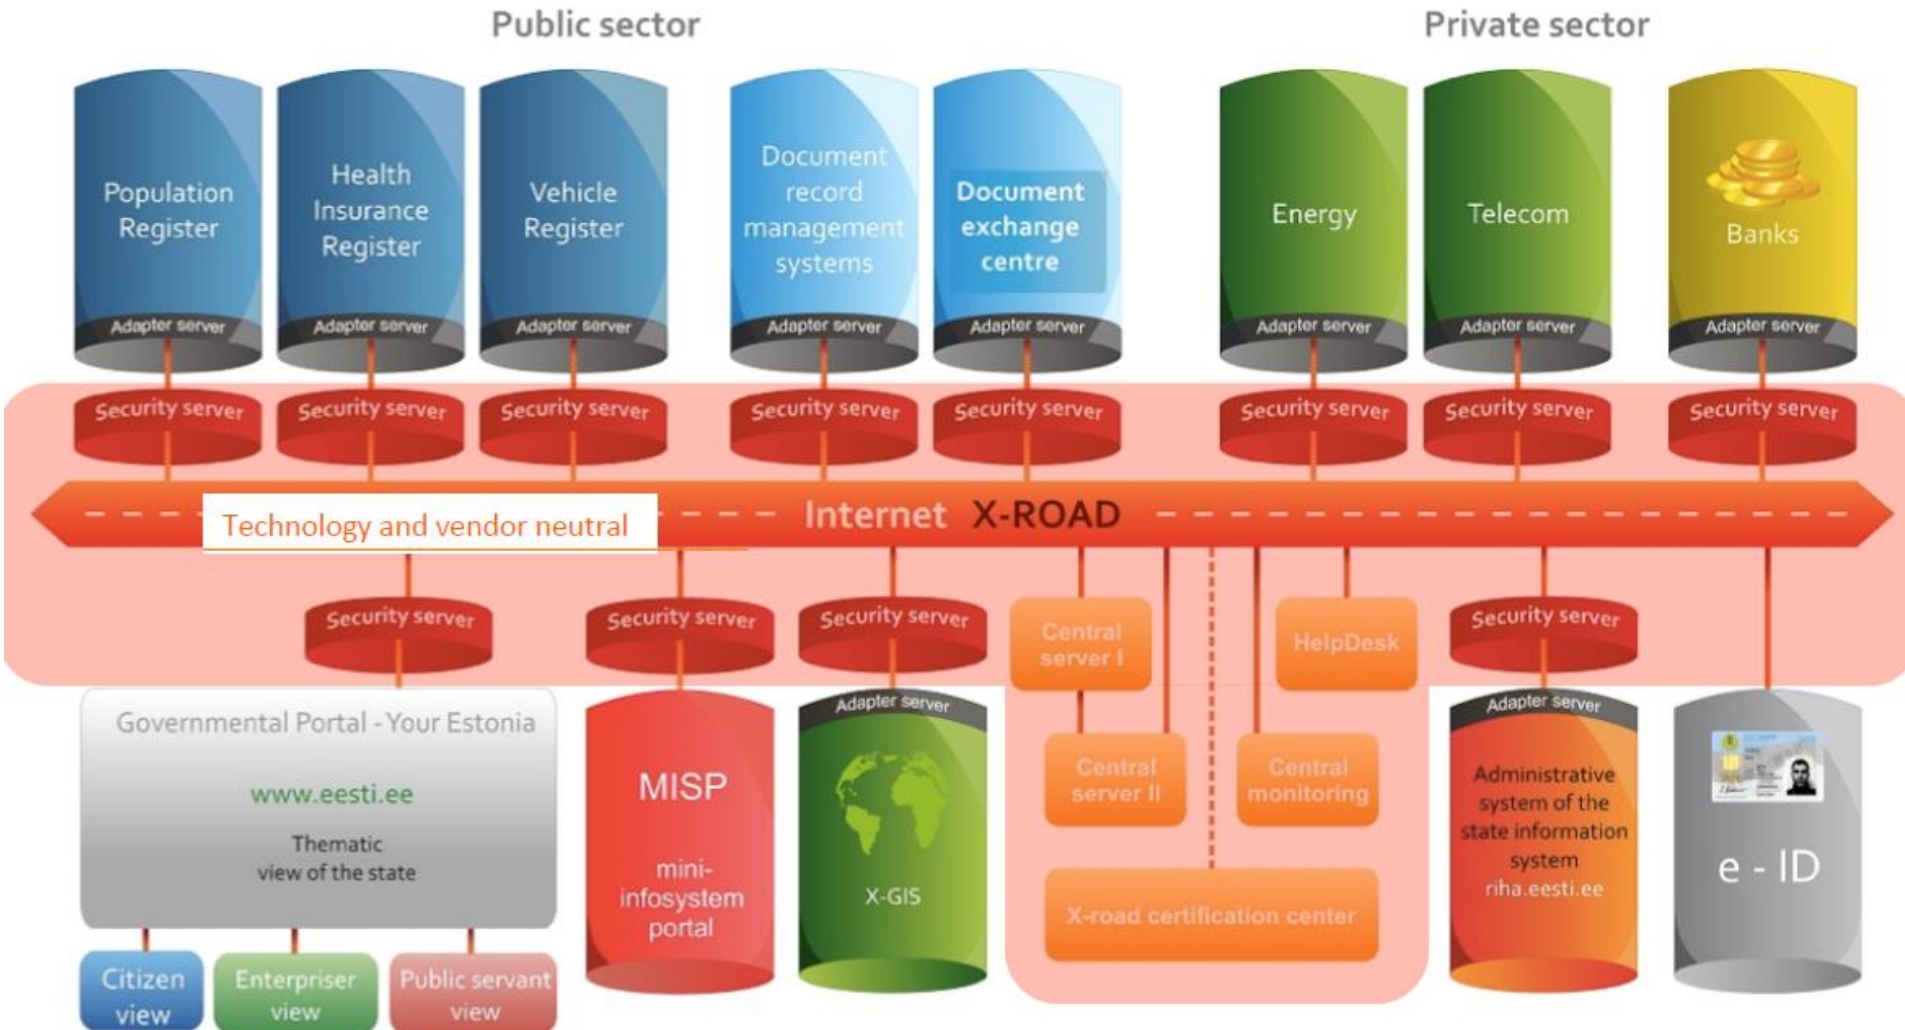 Public sector
Private sector
Population
Register
Adapter server
Health
Insurance
Register
Adapter server
Vehicle
Register
Adapter server
Document
record
management
systems
Adapter server
Document
exchange
centre
Adapter server
Energy
Adapter server
Telecom
Adapter server
Banks
Adapter server
Security server
Security server
Security server
Security server
Security server
Security server
Security server
Security server
Technology and vendor neutral
Internet X-ROAD
Security server
Security server
Security server
Central
server I
HelpDesk
Security server
Governmental Portal - Your Estonia
www.eesti.ee
Thematic
view of the state
Citizen
view
Enterpriser
view
Public servant
view
MISP
mini-
infosystem
portal
Adapter server
X-GIS
Central
server II
Central
monitoring
X-road certification center
Adapter server
Administrative
system of the
state information
system
riha.eesti.ee
e - ID